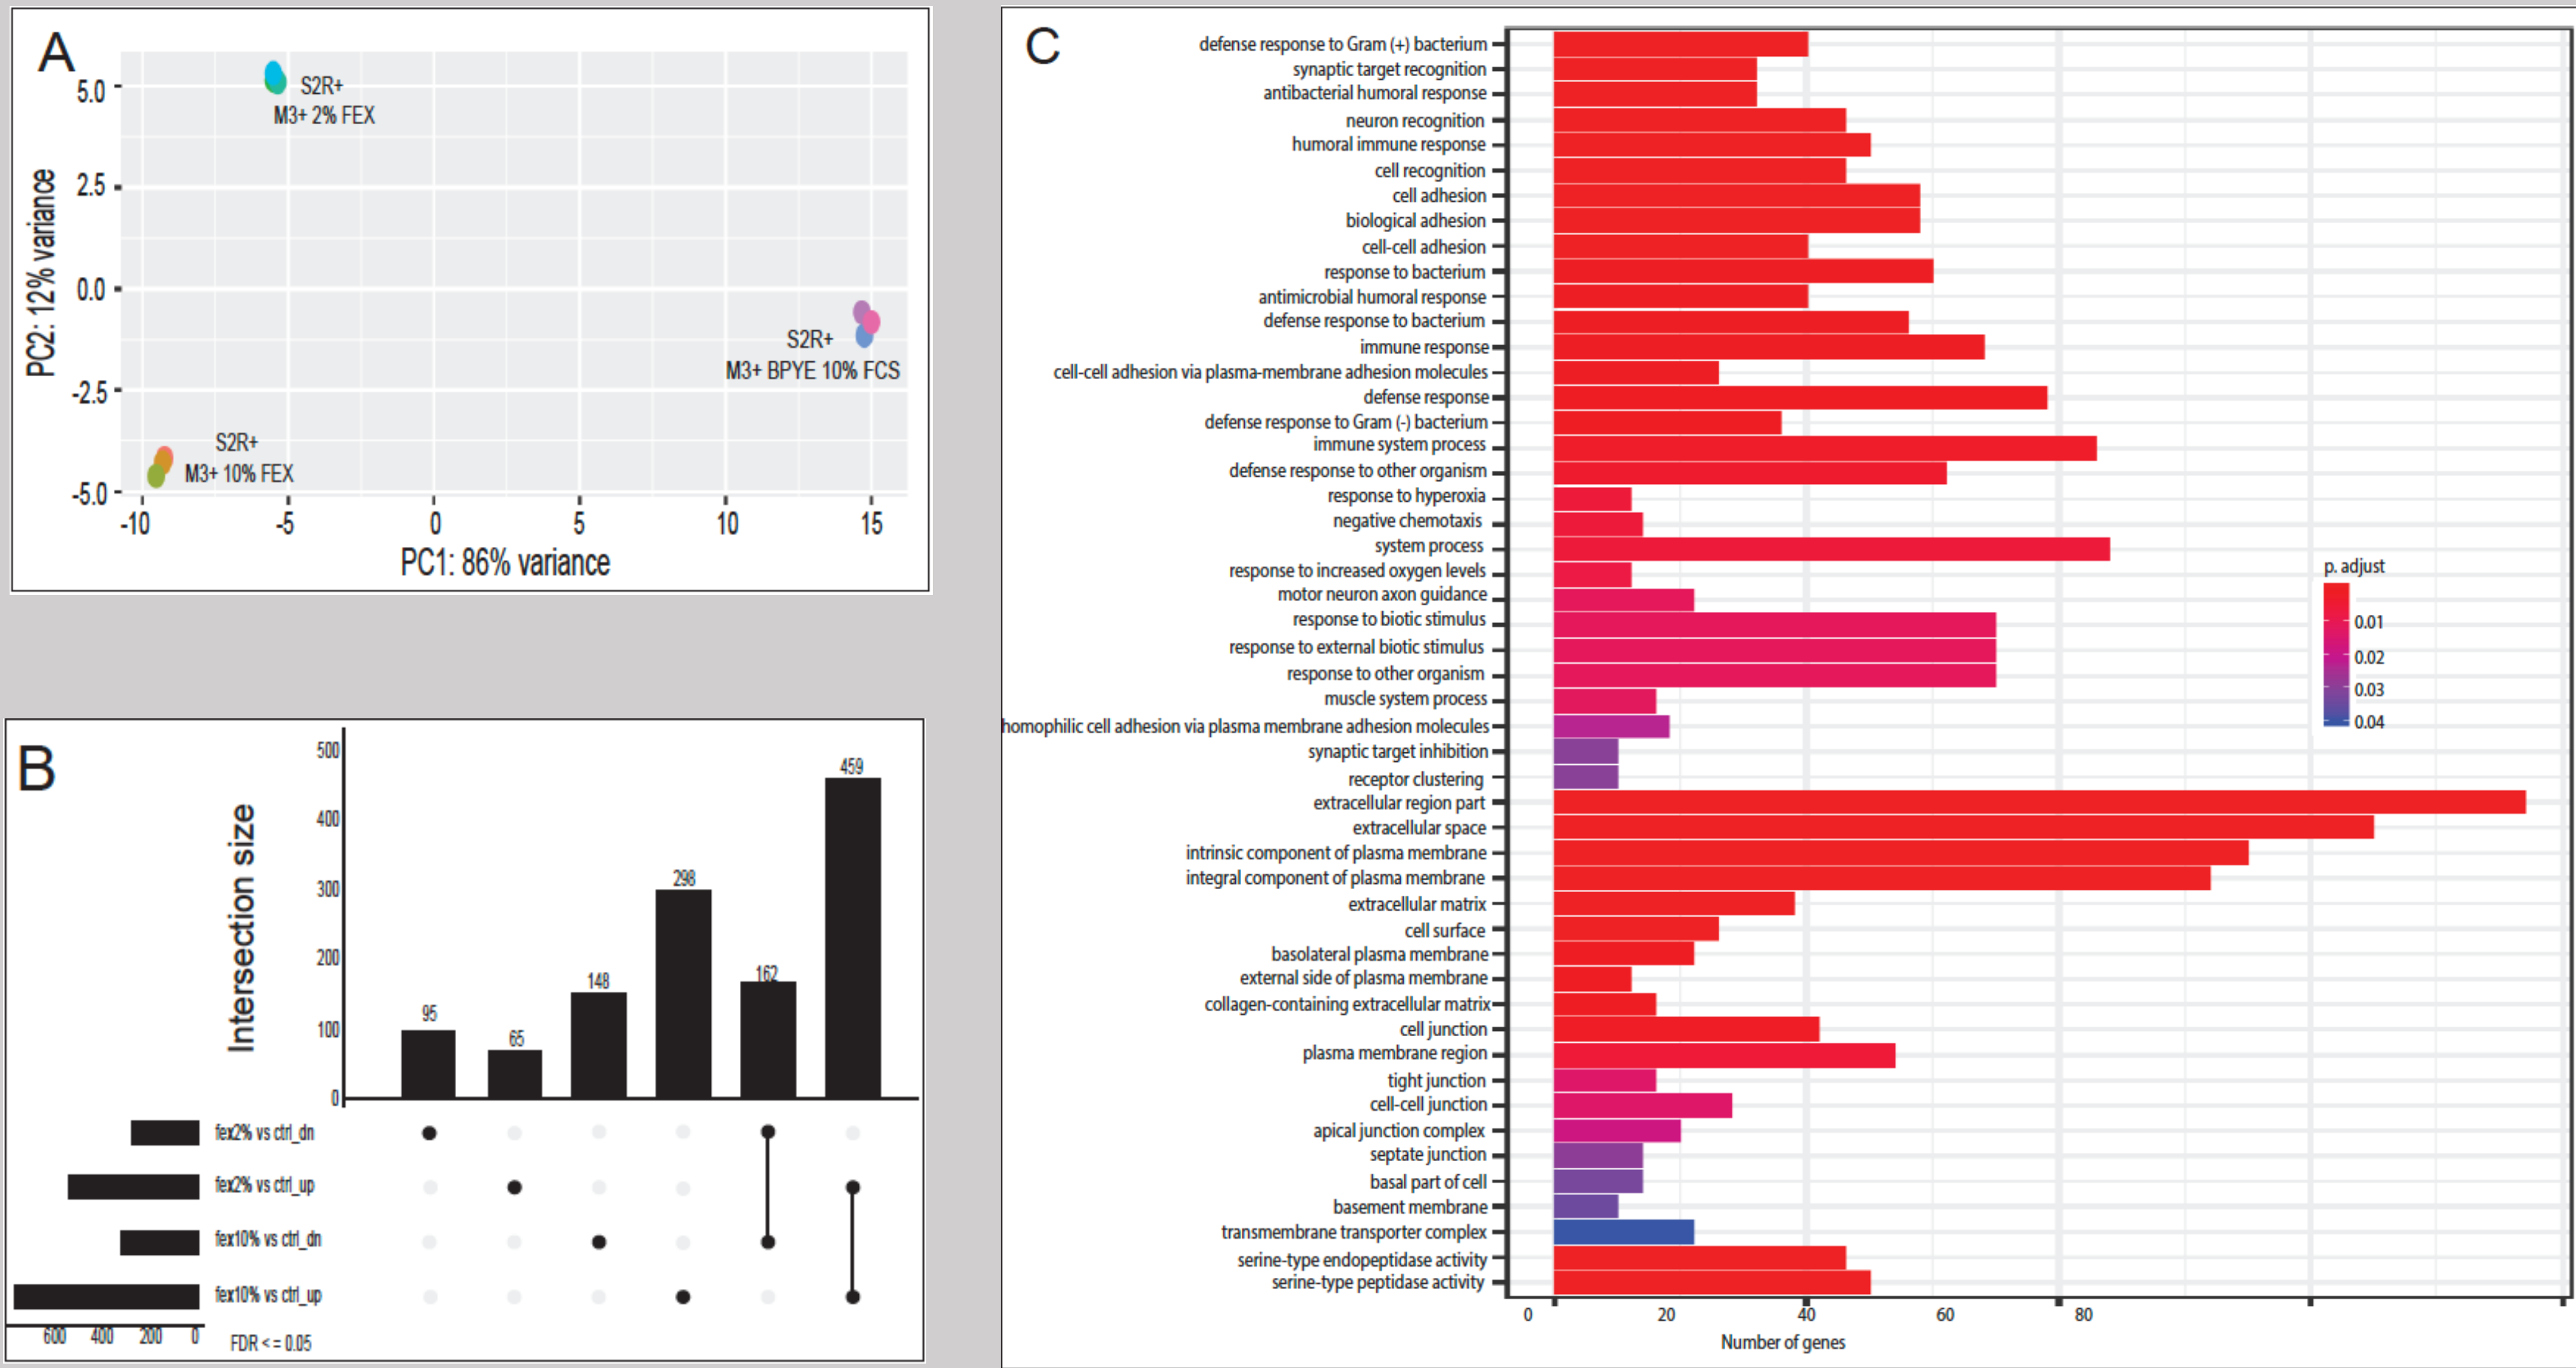 A
5.0
2.5
0.0
-2.5
-5.0
PC2: 12% variance
S2R+
M3+ 2% FEX
S2R+
M3+ BPYE 10% FCS
S2R+
M3+ 10% FEX
-10 -5 0 5 10 15
PC1: 86% variance
B
Intersection size
500
400
300
200
100
0
95
65
148
298
162
459
fex2% vs ctrl_dn
fex2% vs ctrl_up
fex10% vs ctrl_dn
fex10% vs ctrl_up
600 400 200 0
FDR < = 0.05
C
defense response to Gram (+) bacterium
synaptic target recognition
antibacterial humoral response
neuron recognition
humoral immune response
cell recognition
cell adhesion
biological adhesion
cell-cell adhesion
response to bacterium
antimicrobial humoral response
defense response to bacterium
immune response
cell-cell adhesion via plasma-membrane adhesion molecules
defense response
defense response to Gram (-) bacterium
immune system process
defense response to other organism
response to hyperoxia
negative chemotaxis
system process
response to increased oxygen levels
motor neuron axon guidance
response to biotic stimulus
response to external biotic stimulus
response to other organism
muscle system process
homophilic cell adhesion via plasma membrane adhesion molecules
synaptic target inhibition
receptor clustering
extracellular region part
extracellular space
intrinsic component of plasma membrane
integral component of plasma membrane
extracellular matrix
cell surface
basolateral plasma membrane
external side of plasma membrane
collagen-containing extracellular matrix
cell junction
plasma membrane region
tight junction
cell-cell junction
apical junction complex
septate junction
basal part of cell
basement membrane
transmembrane transporter complex
serine-type endopeptidase activity
serine-type peptidase activity
0 20 40 60 80
Number of genes
p. adjust
0.01
0.02
0.03
0.04